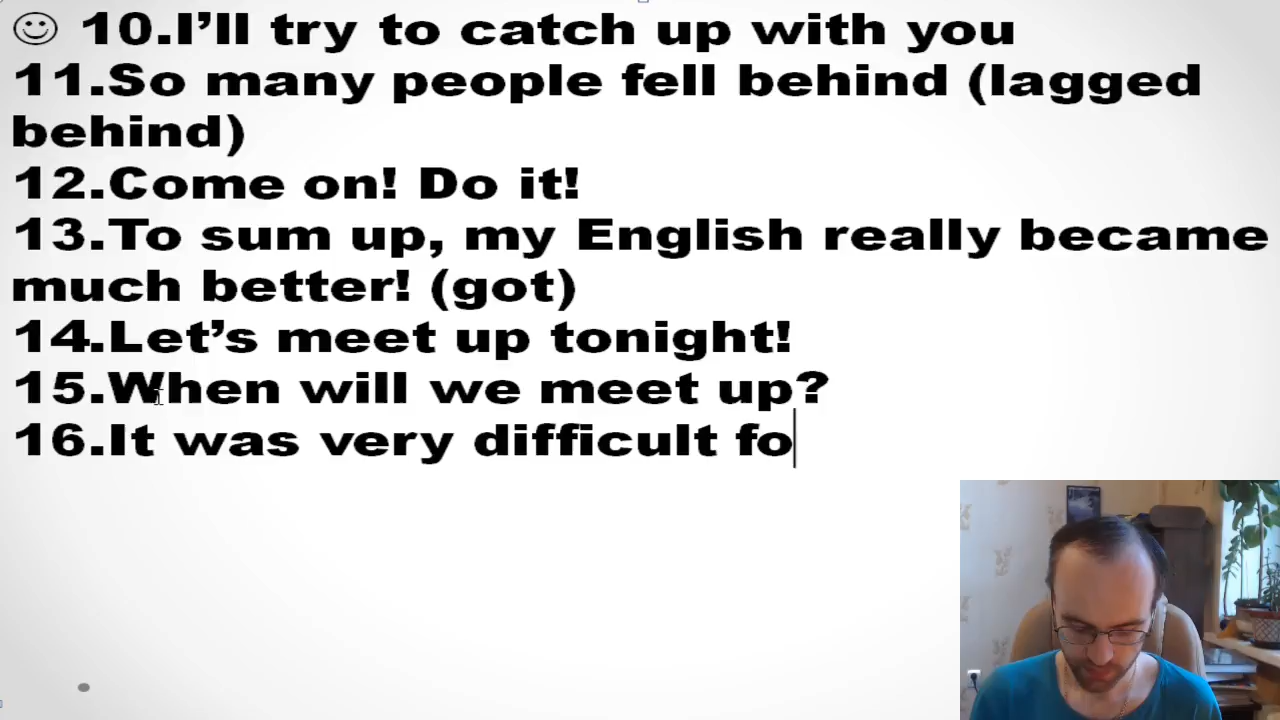 ☺ 10.I’ll try to catch up with you
11.So many people fell behind (lagged
behind)
12.Come on! Do it!
13.To sum up, my English really became
much better! (got)
14.Let’s meet up tonight!
15.When will we meet up?
16.It was very difficult fo